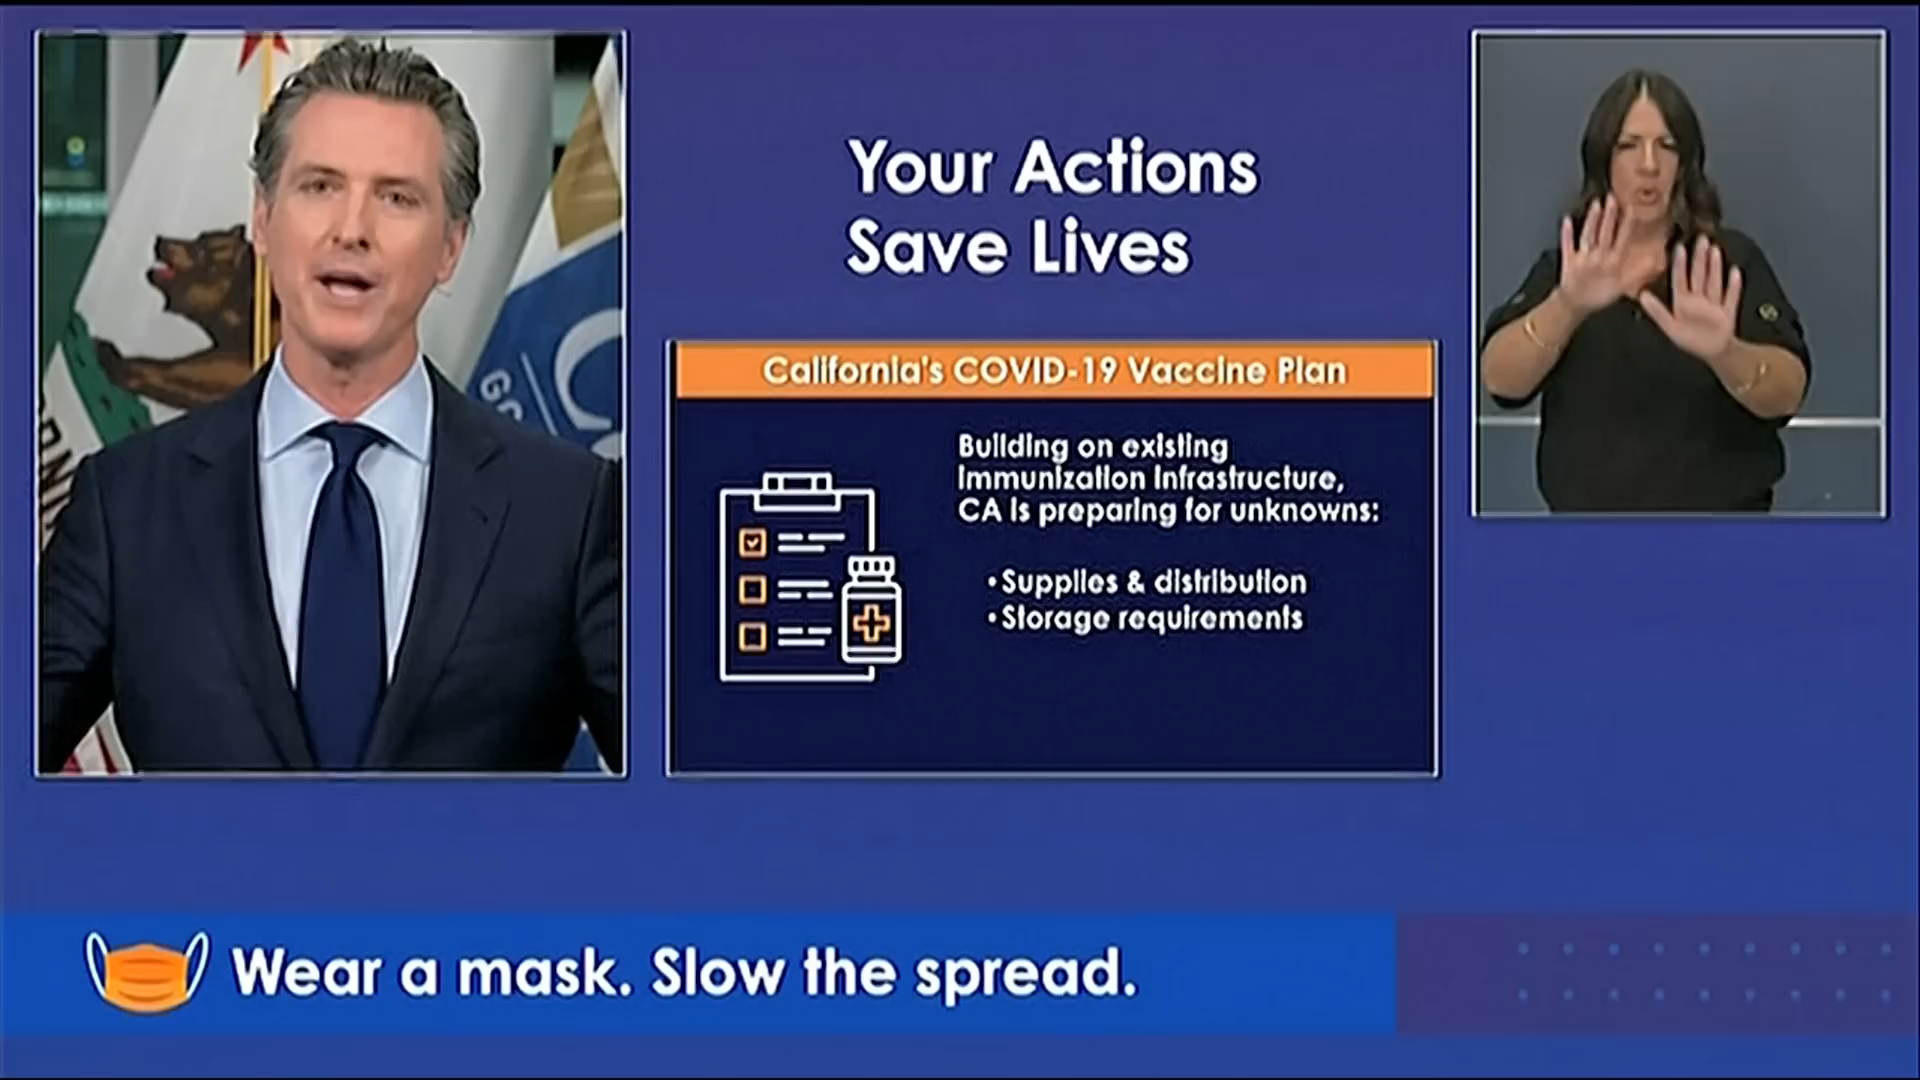 Your Actions
Save Lives
California's COVID-19 Vaccine Plan
Building on existing
immunization infrastructure,
CA is preparing for unknowns:
• Supplies & distribution
• Storage requirements
Wear a mask. Slow the spread.